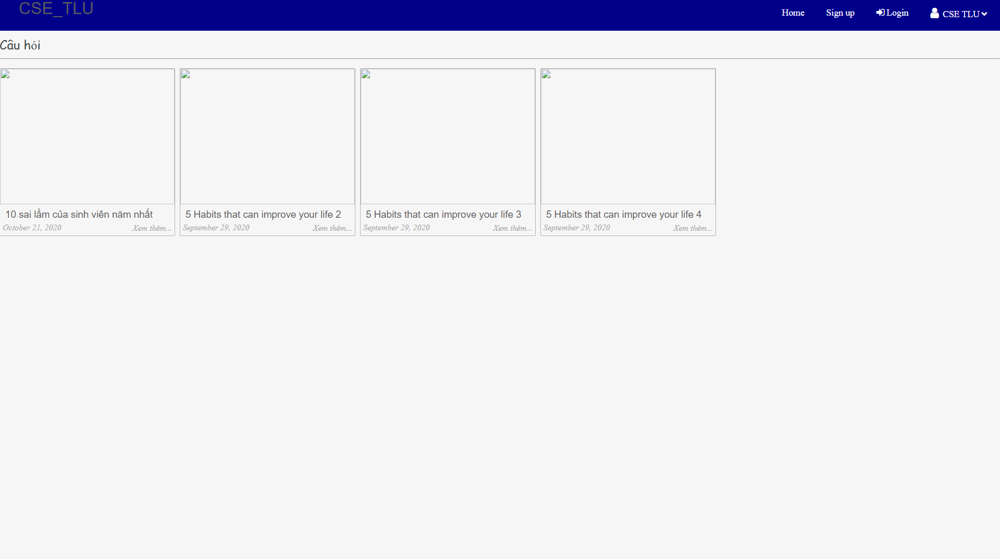 CSE_TLU
Home Sign up Login CSE TLU
Câu hỏi
10 sai lầm của sinh viên năm nhất
October 21, 2020 Xem thêm...
5 Habits that can improve your life 2
September 29, 2020 Xem thêm...
5 Habits that can improve your life 3
September 29, 2020 Xem thêm...
5 Habits that can improve your life 4
September 29, 2020 Xem thêm...